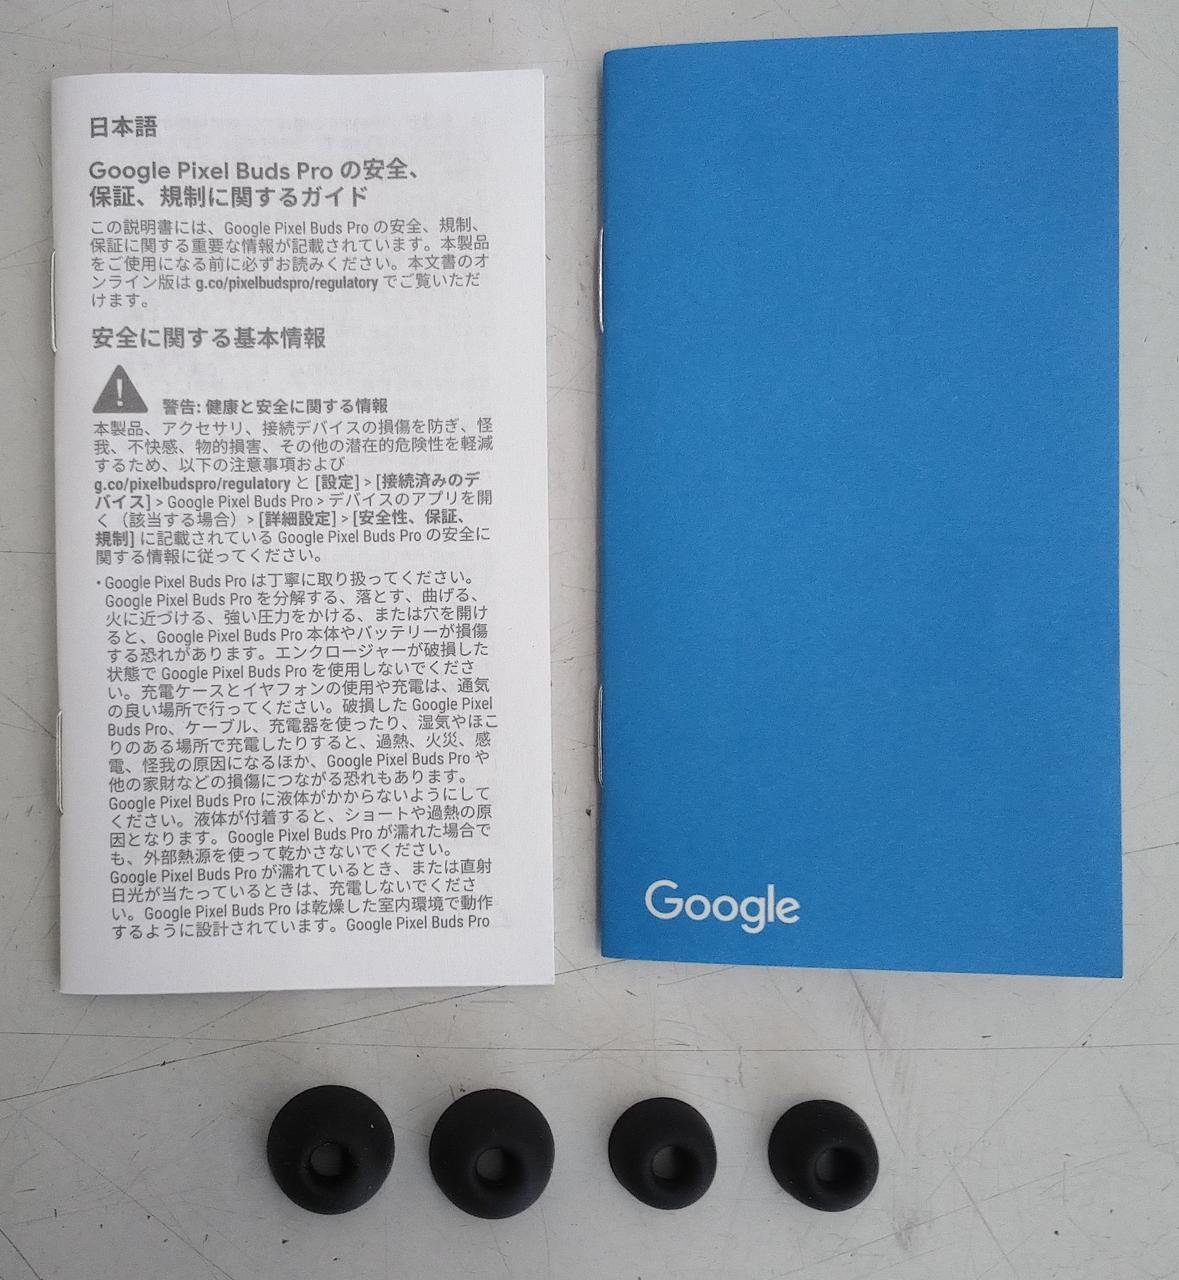 日本語
Google Pixel Buds Pro の安全、
保証、規制に関するガイド
この説明書には、Google Pixel Buds Pro の安全、規制、
保証に関する重要な情報が記載されています。本製品
をご使用になる前に必ずお読みください。本文書のオ
ンライン版は g.co/pixelbudspro/regulatory でご覧いただ
けます。
安全に関する基本情報
警告: 健康と安全に関する情報
本製品、アクセサリ、接続デバイスの損傷を防ぎ、怪
我、不快感、物的損害、その他の潜在的危険性を軽減
するため、以下の注意事項および
g.co/pixelbudspro/regulatory と [設定] > [接続済みのデ
バイス] > Google Pixel Buds Pro > デバイスのアプリを開
く（該当する場合）> [詳細設定] > [安全性、保証、
規制] に記載されている Google Pixel Buds Pro の安全に
関する情報に従ってください。
• Google Pixel Buds Pro は丁寧に取り扱ってください。
Google Pixel Buds Pro を分解する、落とす、曲げる、
火に近づける、強い圧力をかける、または穴を開け
ると、Google Pixel Buds Pro 本体やバッテリーが損傷
する恐れがあります。エンクロージャーが破損した
状態で Google Pixel Buds Pro を使用しないでくださ
い。充電ケースとイヤフォンの使用や充電は、通気
の良い場所で行ってください。破損した Google Pixel
Buds Pro、ケーブル、充電器を使ったり、湿気やほこ
りのある場所で充電したりすると、過熱、火災、感
電、怪我の原因になるほか、Google Pixel Buds Pro や
他の家財などの損傷につながる恐れもあります。
Google Pixel Buds Pro に液体がかからないようにして
ください。液体が付着すると、ショートや過熱の原
因となります。Google Pixel Buds Pro が濡れた場合で
も、外部熱源を使って乾かさないでください。
Google Pixel Buds Pro が濡れているとき、または直射
日光が当たっているときは、充電しないでくださ
い。Google Pixel Buds Pro は乾燥した室内環境で動作
するように設計されています。Google Pixel Buds Pro
Google